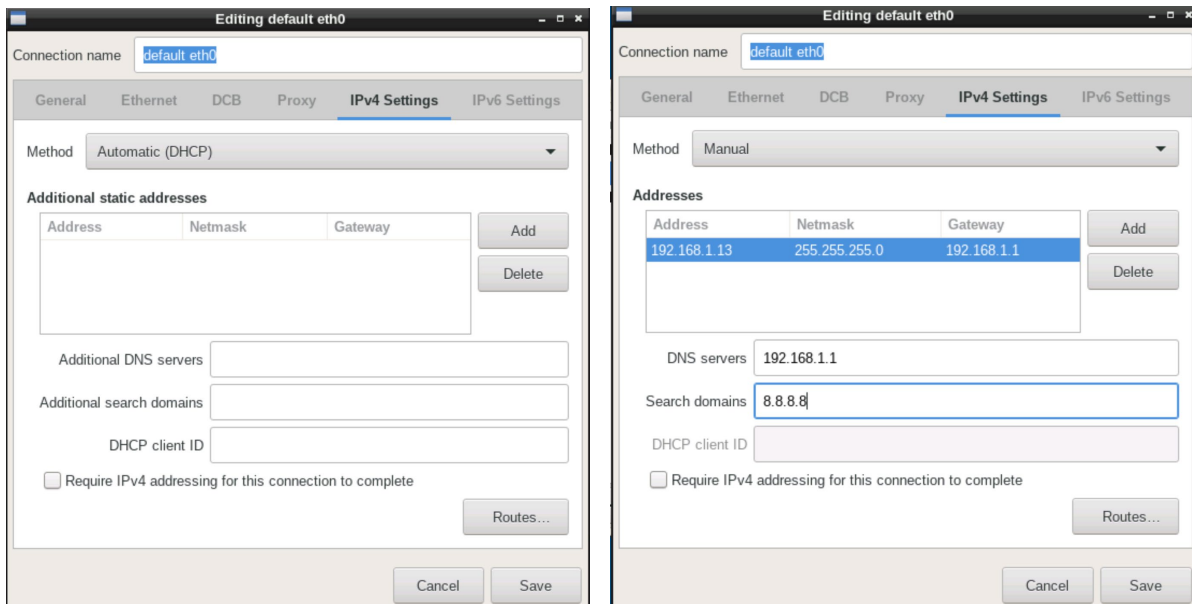 Editing default eth0
Connection name default eth0
General Ethernet DCB Proxy IPv4 Settings IPv6 Settings
Method Automatic (DHCP)
Additional static addresses
Address Netmask Gateway
Add
Delete
Additional DNS servers
Additional search domains
DHCP client ID
Require IPv4 addressing for this connection to complete
Routes...
Cancel Save
Editing default eth0
Connection name default eth0
General Ethernet DCB Proxy IPv4 Settings IPv6 Settings
Method Manual
Addresses
Address Netmask Gateway
192.168.1.13 255.255.255.0 192.168.1.1
Add
Delete
DNS servers 192.168.1.1
Search domains 8.8.8.8
DHCP client ID
Require IPv4 addressing for this connection to complete
Routes...
Cancel Save